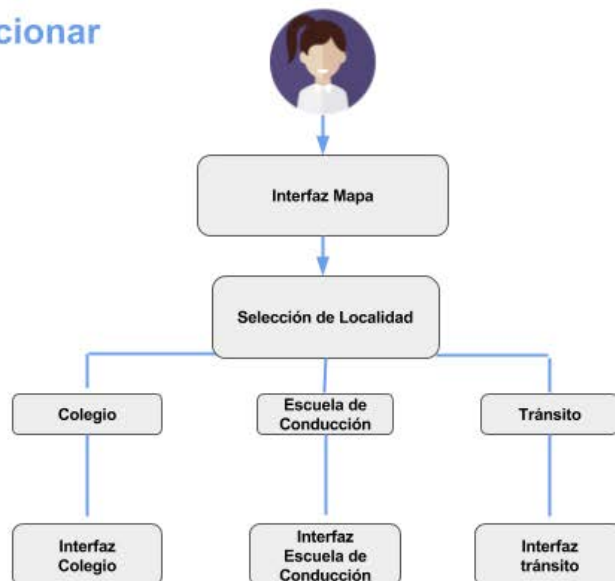 cionar
Interfaz Mapa
Selección de Localidad
Colegio
Escuela de
Conducción
Tránsito
Interfaz
Colegio
Interfaz
Escuela de
Conducción
Interfaz
tránsito